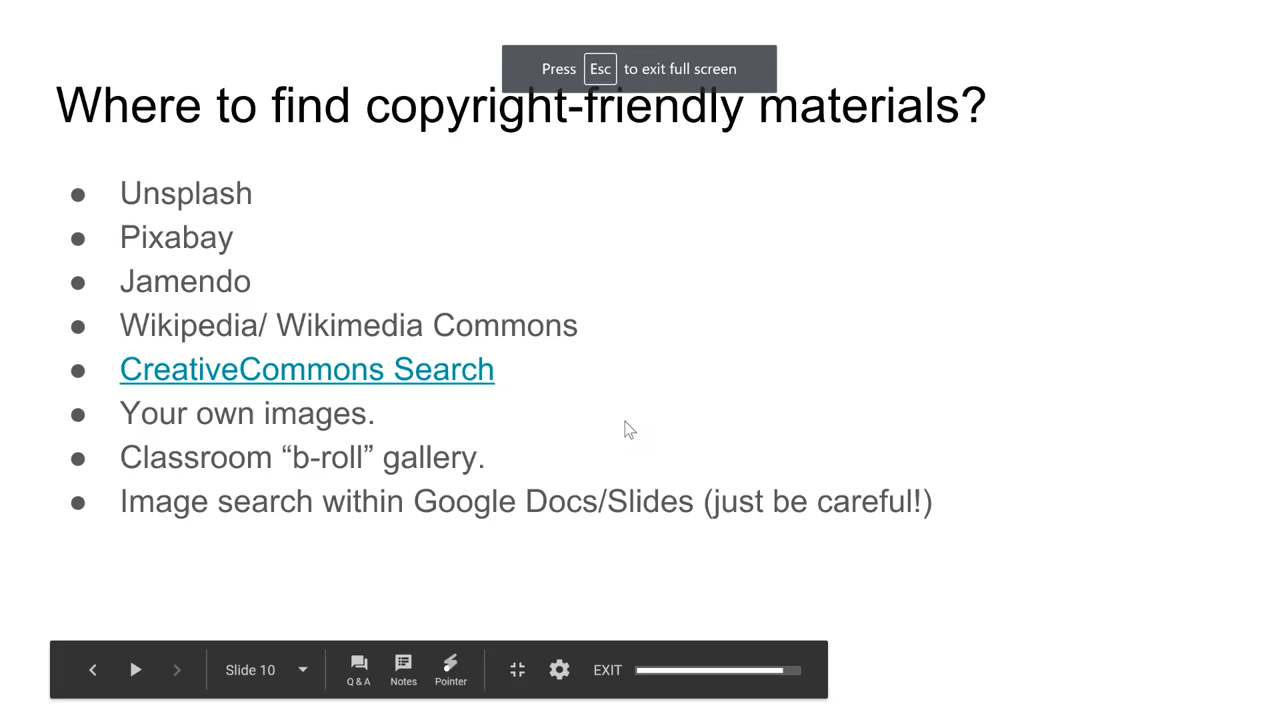 Press Esc to exit full screen
Where to find copyright-friendly materials?
● Unsplash
● Pixabay
● Jamendo
● Wikipedia/ Wikimedia Commons
● CreativeCommons Search
● Your own images.
● Classroom “b-roll” gallery.
● Image search within Google Docs/Slides (just be careful!)
Slide 10
Q & A
Notes
Pointer
EXIT